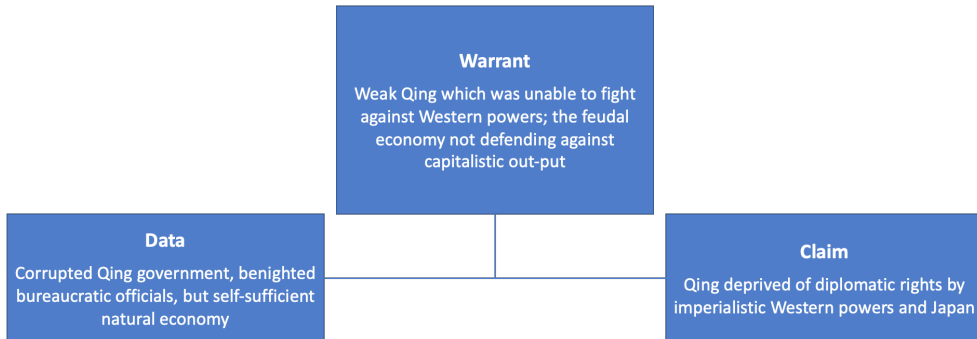 Warrant
Weak Qing which was unable to fight
against Western powers; the feudal
economy not defending against
capitalistic out-put
Data
Corrupted Qing government, benighted
bureaucratic officials, but self-sufficient
natural economy
Claim
Qing deprived of diplomatic rights by
imperialistic Western powers and Japan